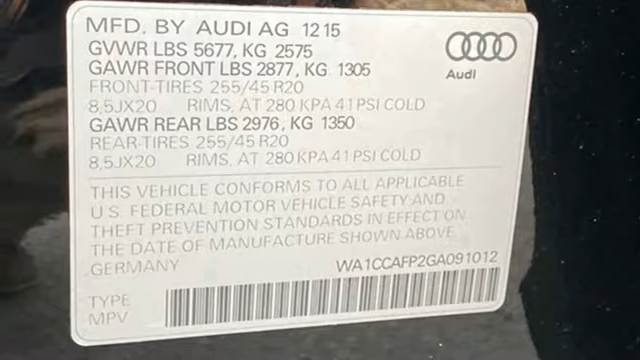 MFD. BY AUDI AG 12 15
GVWR LBS 5677, KG 2575
GAWR FRONT LBS 2877, KG 1305
FRONT-TIRES 255/45 R20
8,5JX20 RIMS, AT 280 KPA 41 PSI COLD
GAWR REAR LBS 2976, KG 1350
REAR-TIRES 255/45 R20
8,5JX20 RIMS, AT 280 KPA 41 PSI COLD
Audi
THIS VEHICLE CONFORMS TO ALL APPLICABLE
U.S. FEDERAL MOTOR VEHICLE SAFETY AND
THEFT PREVENTION STANDARDS IN EFFECT ON
THE DATE OF MANUFACTURE SHOWN ABOVE.
GERMANY WA1CCAFP2GA091012
TYPE
MPV